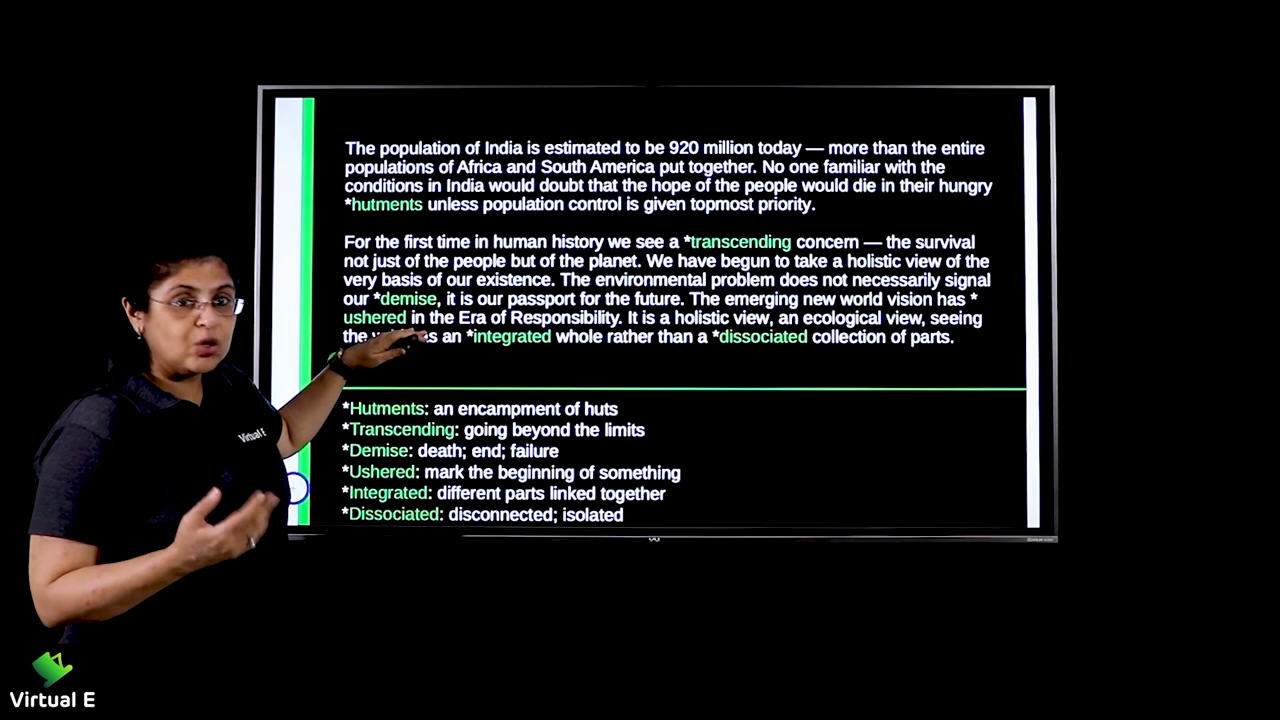 The population of India is estimated to be 920 million today — more than the entire
populations of Africa and South America put together. No one familiar with the
conditions in India would doubt that the hope of the people would die in their hungry
*hutments unless population control is given topmost priority.
For the first time in human history we see a *transcending concern — the survival
not just of the people but of the planet. We have begun to take a holistic view of the
very basis of our existence. The environmental problem does not necessarily signal
our *demise, it is our passport for the future. The emerging new world vision has *
ushered in the Era of Responsibility. It is a holistic view, an ecological view, seeing
the an *integrated whole rather than a *dissociated collection of parts.
*Hutments: an encampment of huts
*Transcending: going beyond the limits
*Demise: death; end; failure
*Ushered: mark the beginning of something
*Integrated: different parts linked together
*Dissociated: disconnected; isolated
Virtual E
Virtual E